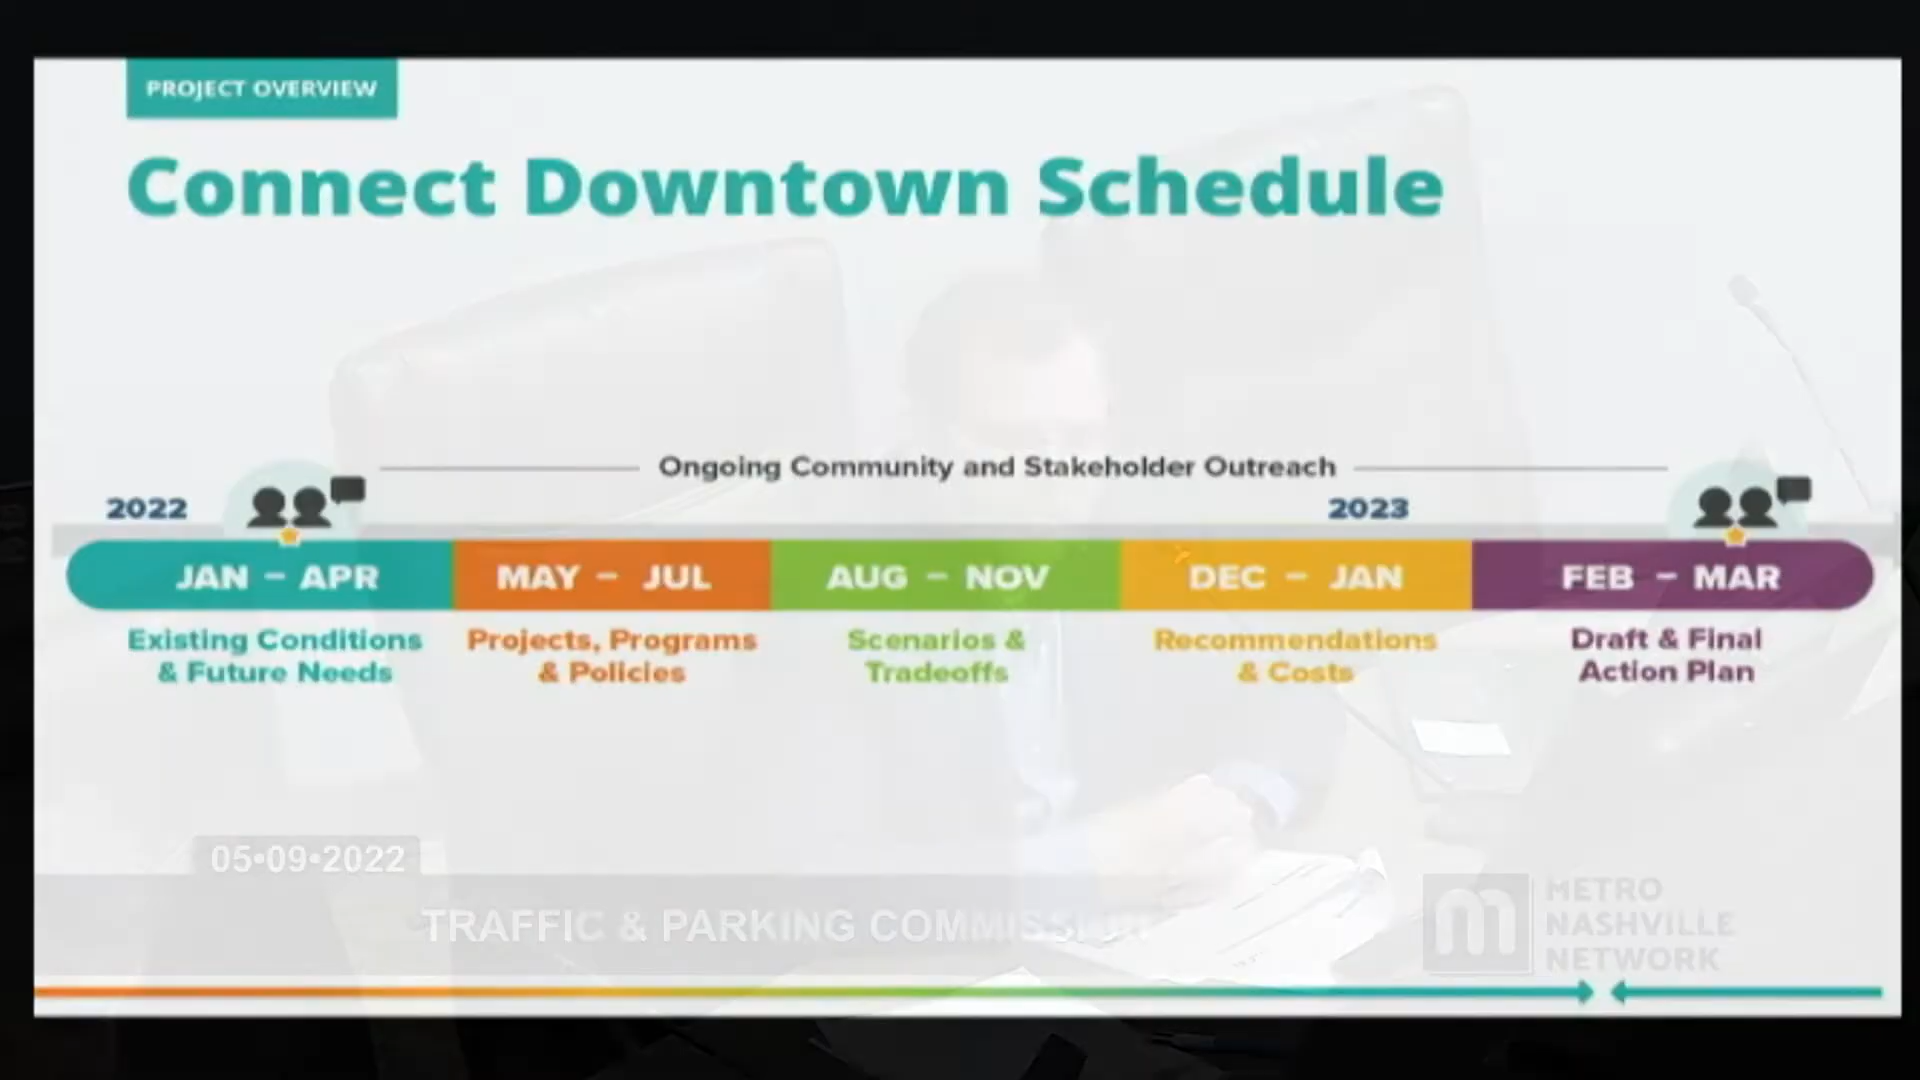 PROJECT OVERVIEW
Connect Downtown Schedule
Ongoing Community and Stakeholder Outreach
2022
2023
JAN – APR
MAY – JUL
AUG – NOV
DEC – JAN
FEB – MAR
Existing Conditions
& Future Needs
Projects, Programs
& Policies
Scenarios &
Tradeoffs
Recommendations
& Costs
Draft & Final
Action Plan
05•09•2022
TRAFFIC & PARKING COMMISSION
METRO
NASHVILLE
NETWORK